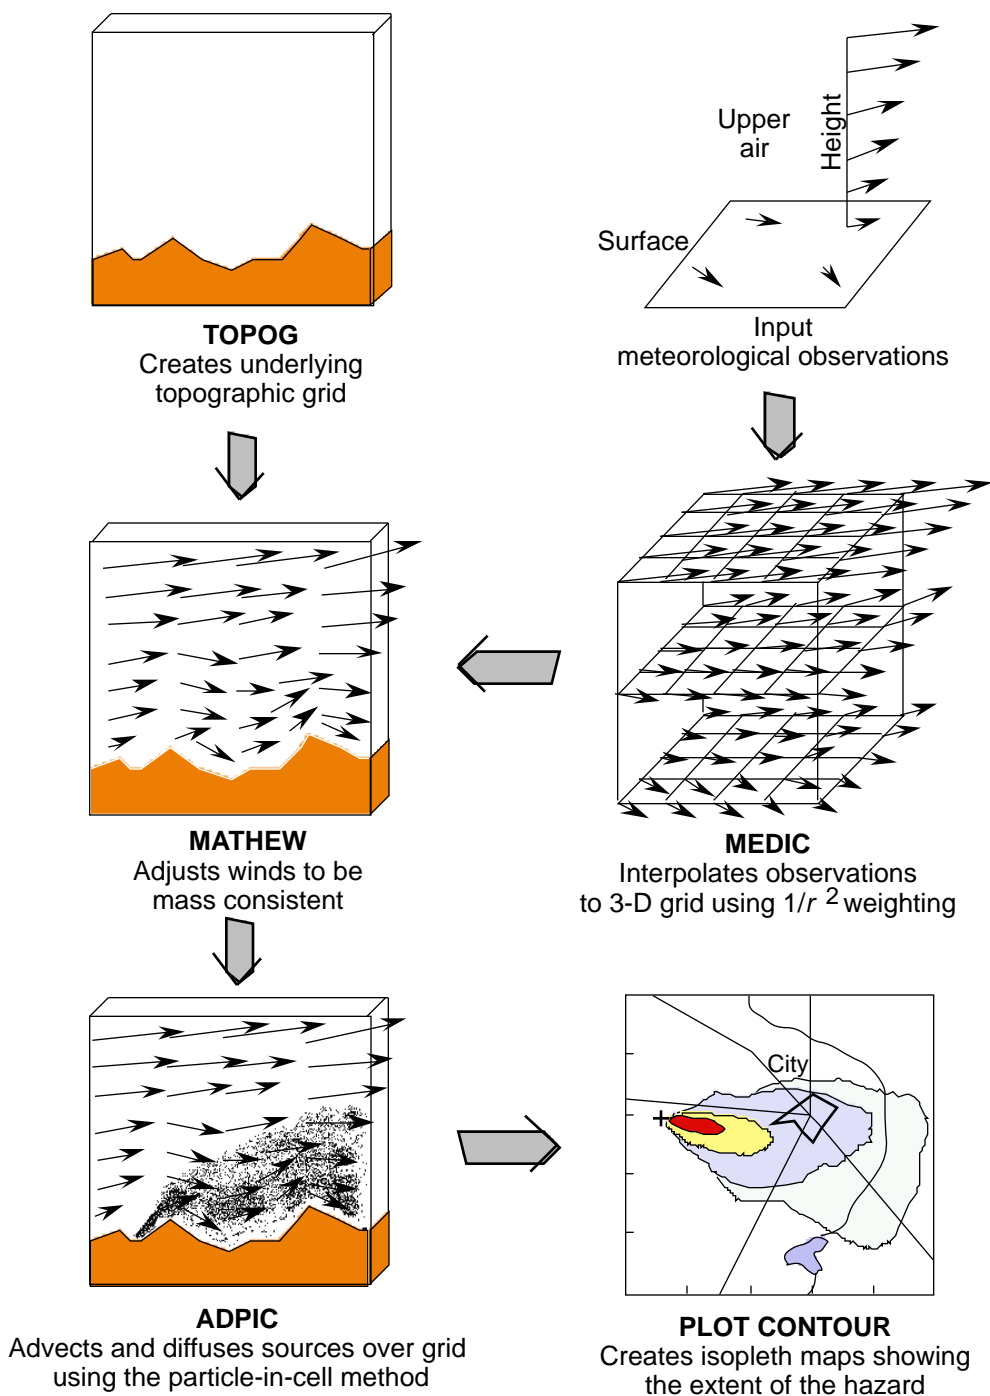 Upper
air
Height
Surface
TOPOG
Creates underlying
topographic grid
Input
meteorological observations
MATHEW
Adjusts winds to be
mass consistent
MEDIC
Interpolates observations
to 3-D grid using 1/r 2 weighting
City
ADPIC
Advects and diffuses sources over grid
using the particle-in-cell method
PLOT CONTOUR
Creates isopleth maps showing
the extent of the hazard